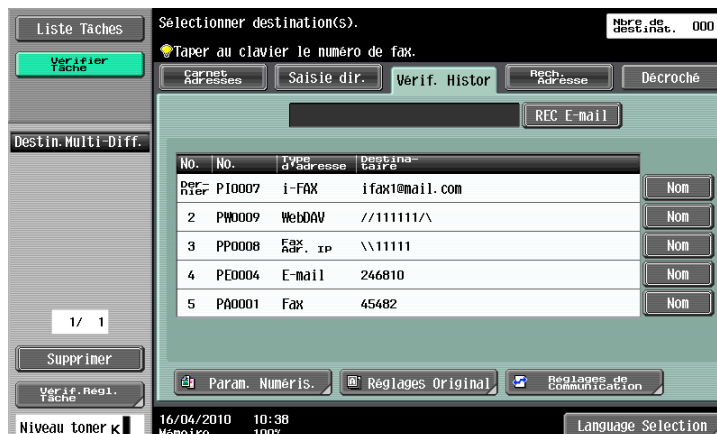 Liste Tâches
Vérifier
Tâche
Destin.Multi-Diff.
1/ 1
Supprimer
Vérif.Régl.
Tâche
Niveau toner K
Sélectionner destination(s).
Nbre de
destinat. 000
Taper au clavier le numéro de fax.
Carnet
Adresses
Saisie dir.
Vérif. Histor
Rech.
Adresse
Décroché
REC E-mail
No. No. Type
d'adresse Destina-
taire
Der-
nier PI0007 i-FAX ifax1@mail.com Nom
2 PW0009 WebDAV //111111/\ Nom
3 PP0008 Fax
Adr. IP \\11111 Nom
4 PE0004 E-mail 246810 Nom
5 PA0001 Fax 45482 Nom
Param. Numéris.
Réglages Original
Réglages de
Communication
16/04/2010 10:38
Mémoire 100%
Language Selection